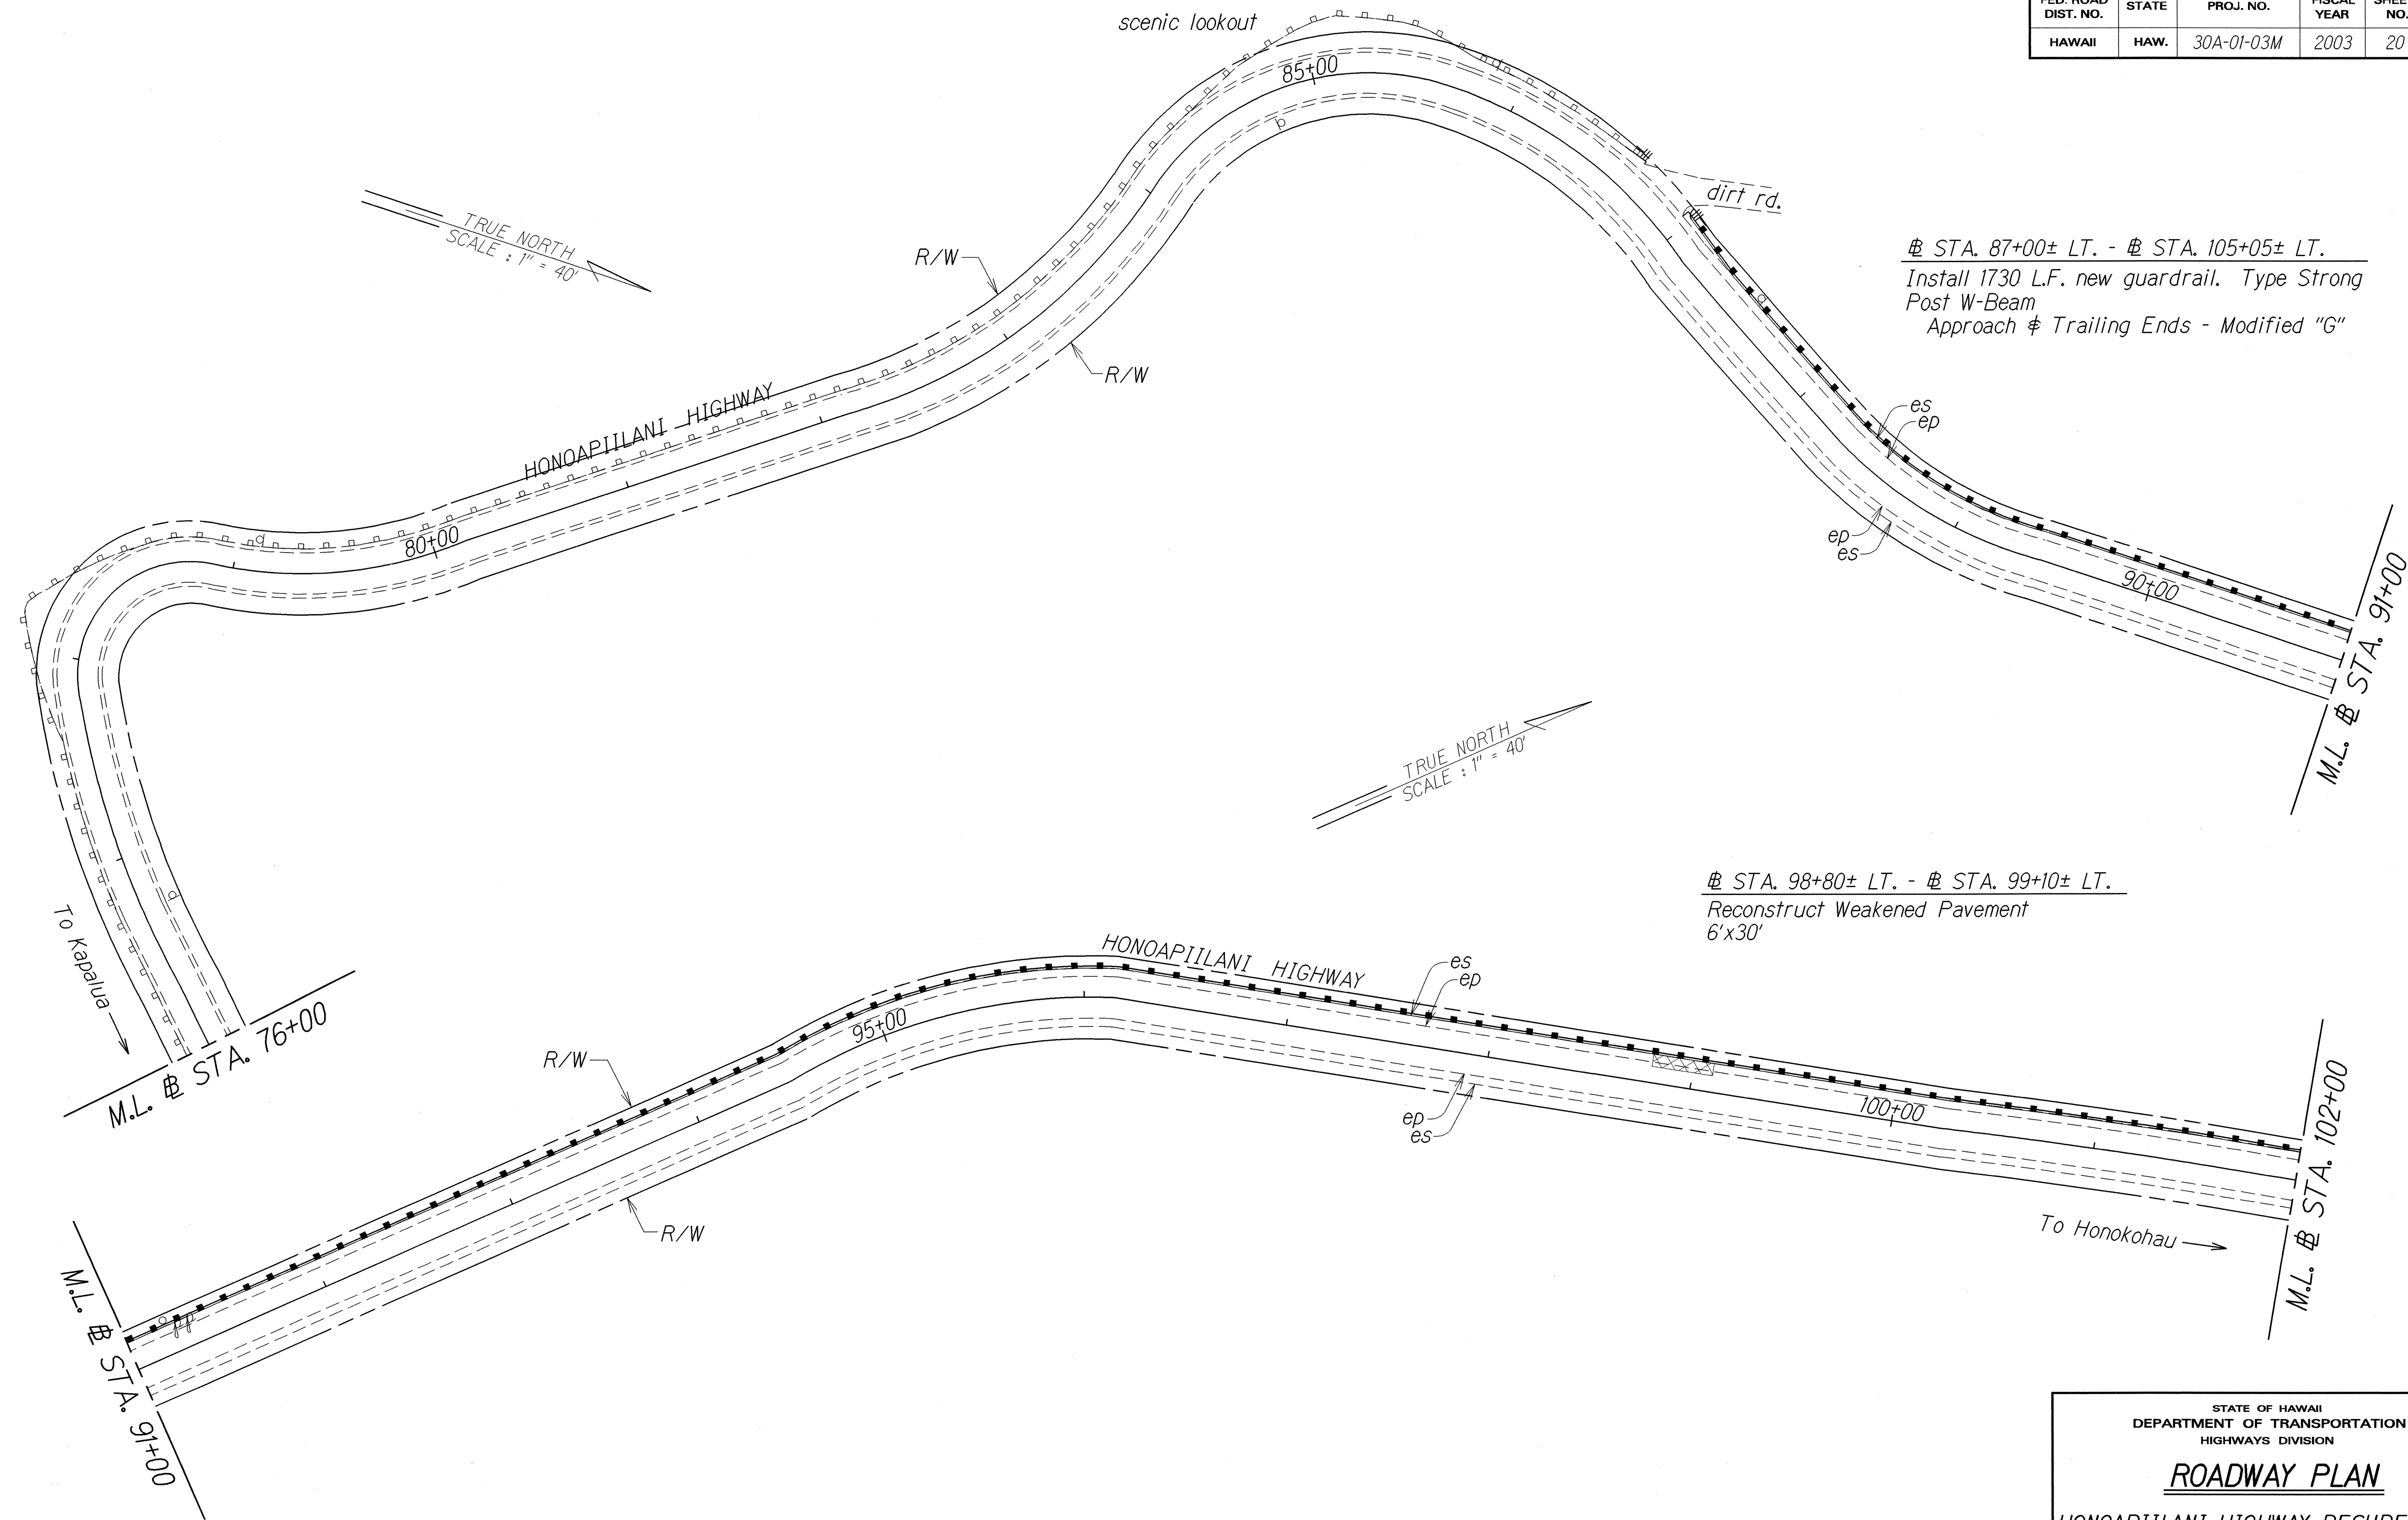 scenic lookout
FED. ROAD DIST. NO.
STATE
PROJ. NO.
FISCAL YEAR
NO.
HAWAII
HAW.
30A-01-03M
2003
20
85+00
dirt rd.
TRUE NORTH
SCALE : 1" = 40'
R/W
R/W
℄ STA. 87+00± LT. - ℄ STA. 105+05± LT.
Install 1730 L.F. new guardrail. Type Strong
Post W-Beam
Approach & Trailing Ends - Modified "G"
HONOAPIILANI HIGHWAY
es
ep
80+00
ep
es
90+00
M.L. ℄ STA. 91+00
TRUE NORTH
SCALE : 1" = 40'
To Kapalua
M.L. ℄ STA. 76+00
℄ STA. 98+80± LT. - ℄ STA. 99+10± LT.
Reconstruct Weakened Pavement
6'x30'
HONOAPIILANI HIGHWAY
es
ep
95+00
R/W
ep
es
100+00
R/W
To Honokohau
M.L. ℄ STA. 102+00
pp
M.L. ℄ STA. 91+00
STATE OF HAWAII
DEPARTMENT OF TRANSPORTATION
HIGHWAYS DIVISION
ROADWAY PLAN
HONOAPIILANI HIGHWAY